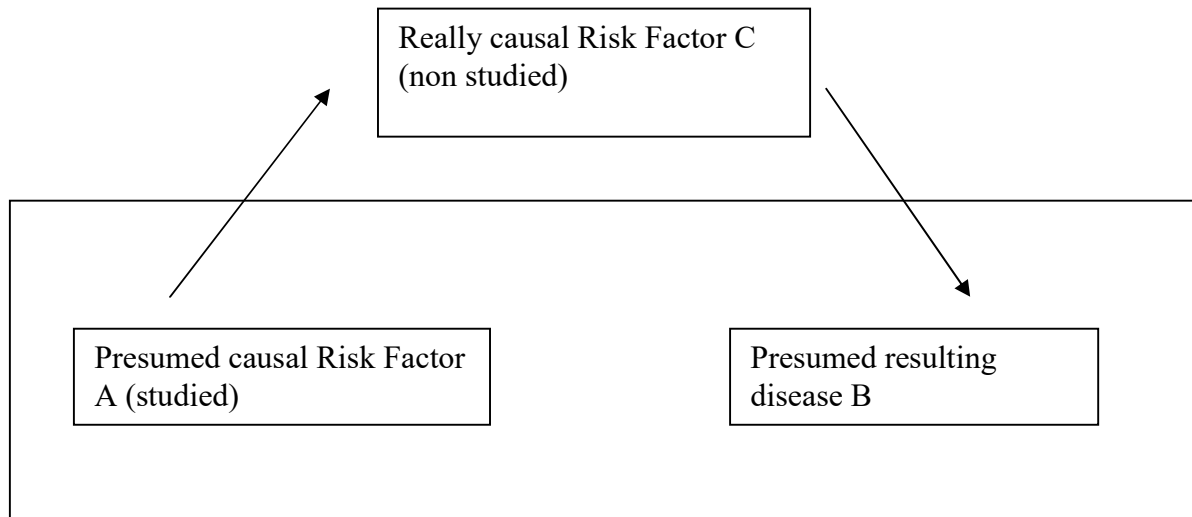 Really causal Risk Factor C
(non studied)
Presumed causal Risk Factor
A (studied)
Presumed resulting
disease B